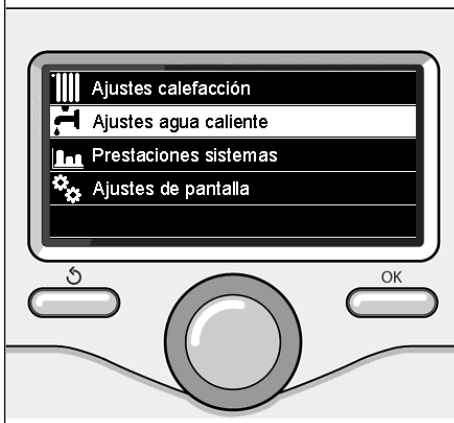 Ajustes calefacción
Ajustes agua caliente
Prestaciones sistemas
Ajustes de pantalla
OK